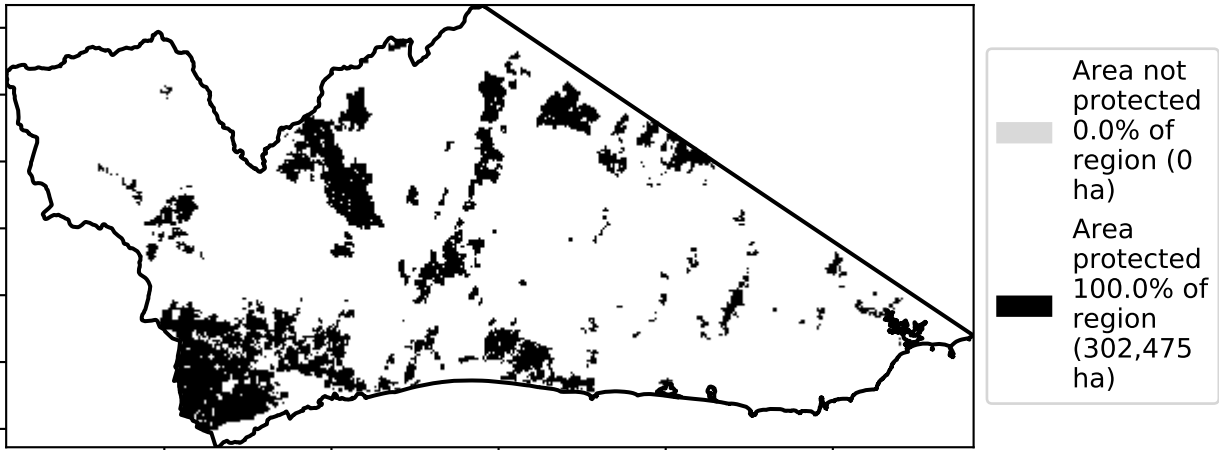 Area not
protected
0.0% of
region (0
ha)
Area
protected
100.0% of
region
(302,475
ha)